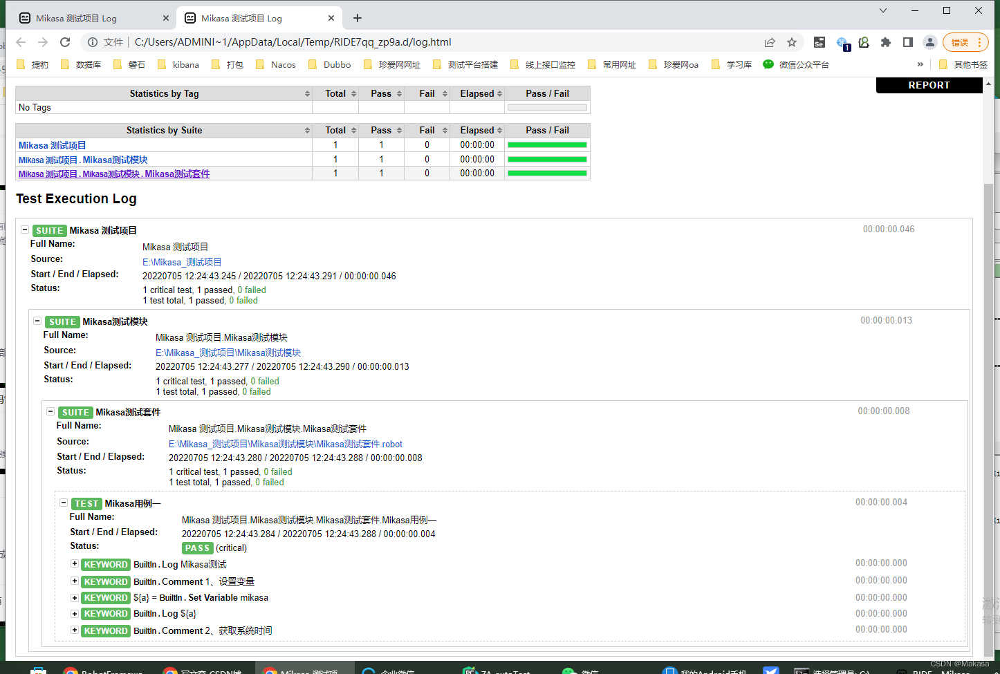 Mikasa 测试项目 Log
Mikasa 测试项目 Log
文件 C:/Users/ADMINI~1/AppData/Local/Temp/RIDE7qq_zp9a.d/log.html
Se 1 错误
捷豹 数据库 磐石 kibana 打包 Nacos Dubbo 珍爱网网址 测试平台搭建 线上接口监控 常用网址 珍爱网oa 学习库 微信公众平台 » 其他书签
REPORT
Statistics by Tag Total Pass Fail Elapsed Pass / Fail
No Tags
Statistics by Suite Total Pass Fail Elapsed Pass / Fail
Mikasa 测试项目 1 1 0 00:00:00
Mikasa 测试项目 . Mikasa测试模块 1 1 0 00:00:00
Mikasa 测试项目 . Mikasa测试模块 . Mikasa测试套件 1 1 0 00:00:00
Test Execution Log
SUITE Mikasa 测试项目 00:00:00.046
Full Name: Mikasa 测试项目
Source: E:\Mikasa_测试项目
Start / End / Elapsed: 20220705 12:24:43.245 / 20220705 12:24:43.291 / 00:00:00.046
Status: 1 critical test, 1 passed, 0 failed
1 test total, 1 passed, 0 failed
SUITE Mikasa测试模块 00:00:00.013
Full Name: Mikasa 测试项目.Mikasa测试模块
Source: E:\Mikasa_测试项目\Mikasa测试模块
Start / End / Elapsed: 20220705 12:24:43.277 / 20220705 12:24:43.290 / 00:00:00.013
Status: 1 critical test, 1 passed, 0 failed
1 test total, 1 passed, 0 failed
SUITE Mikasa测试套件 00:00:00.008
Full Name: Mikasa 测试项目.Mikasa测试模块.Mikasa测试套件
Source: E:\Mikasa_测试项目\Mikasa测试模块\Mikasa测试套件.robot
Start / End / Elapsed: 20220705 12:24:43.280 / 20220705 12:24:43.288 / 00:00:00.008
Status: 1 critical test, 1 passed, 0 failed
1 test total, 1 passed, 0 failed
TEST Mikasa用例一 00:00:00.004
Full Name: Mikasa 测试项目.Mikasa测试模块.Mikasa测试套件.Mikasa用例一
Start / End / Elapsed: 20220705 12:24:43.284 / 20220705 12:24:43.288 / 00:00:00.004
Status: PASS (critical)
KEYWORD BuiltIn . Log Mikasa测试 00:00:00.000
KEYWORD BuiltIn . Comment 1、设置变量 00:00:00.000
KEYWORD ${a} = BuiltIn . Set Variable mikasa 00:00:00.000
KEYWORD BuiltIn . Log ${a} 00:00:00.000
KEYWORD BuiltIn . Comment 2、获取系统时间 00:00:00.000
CSDN @Makasa